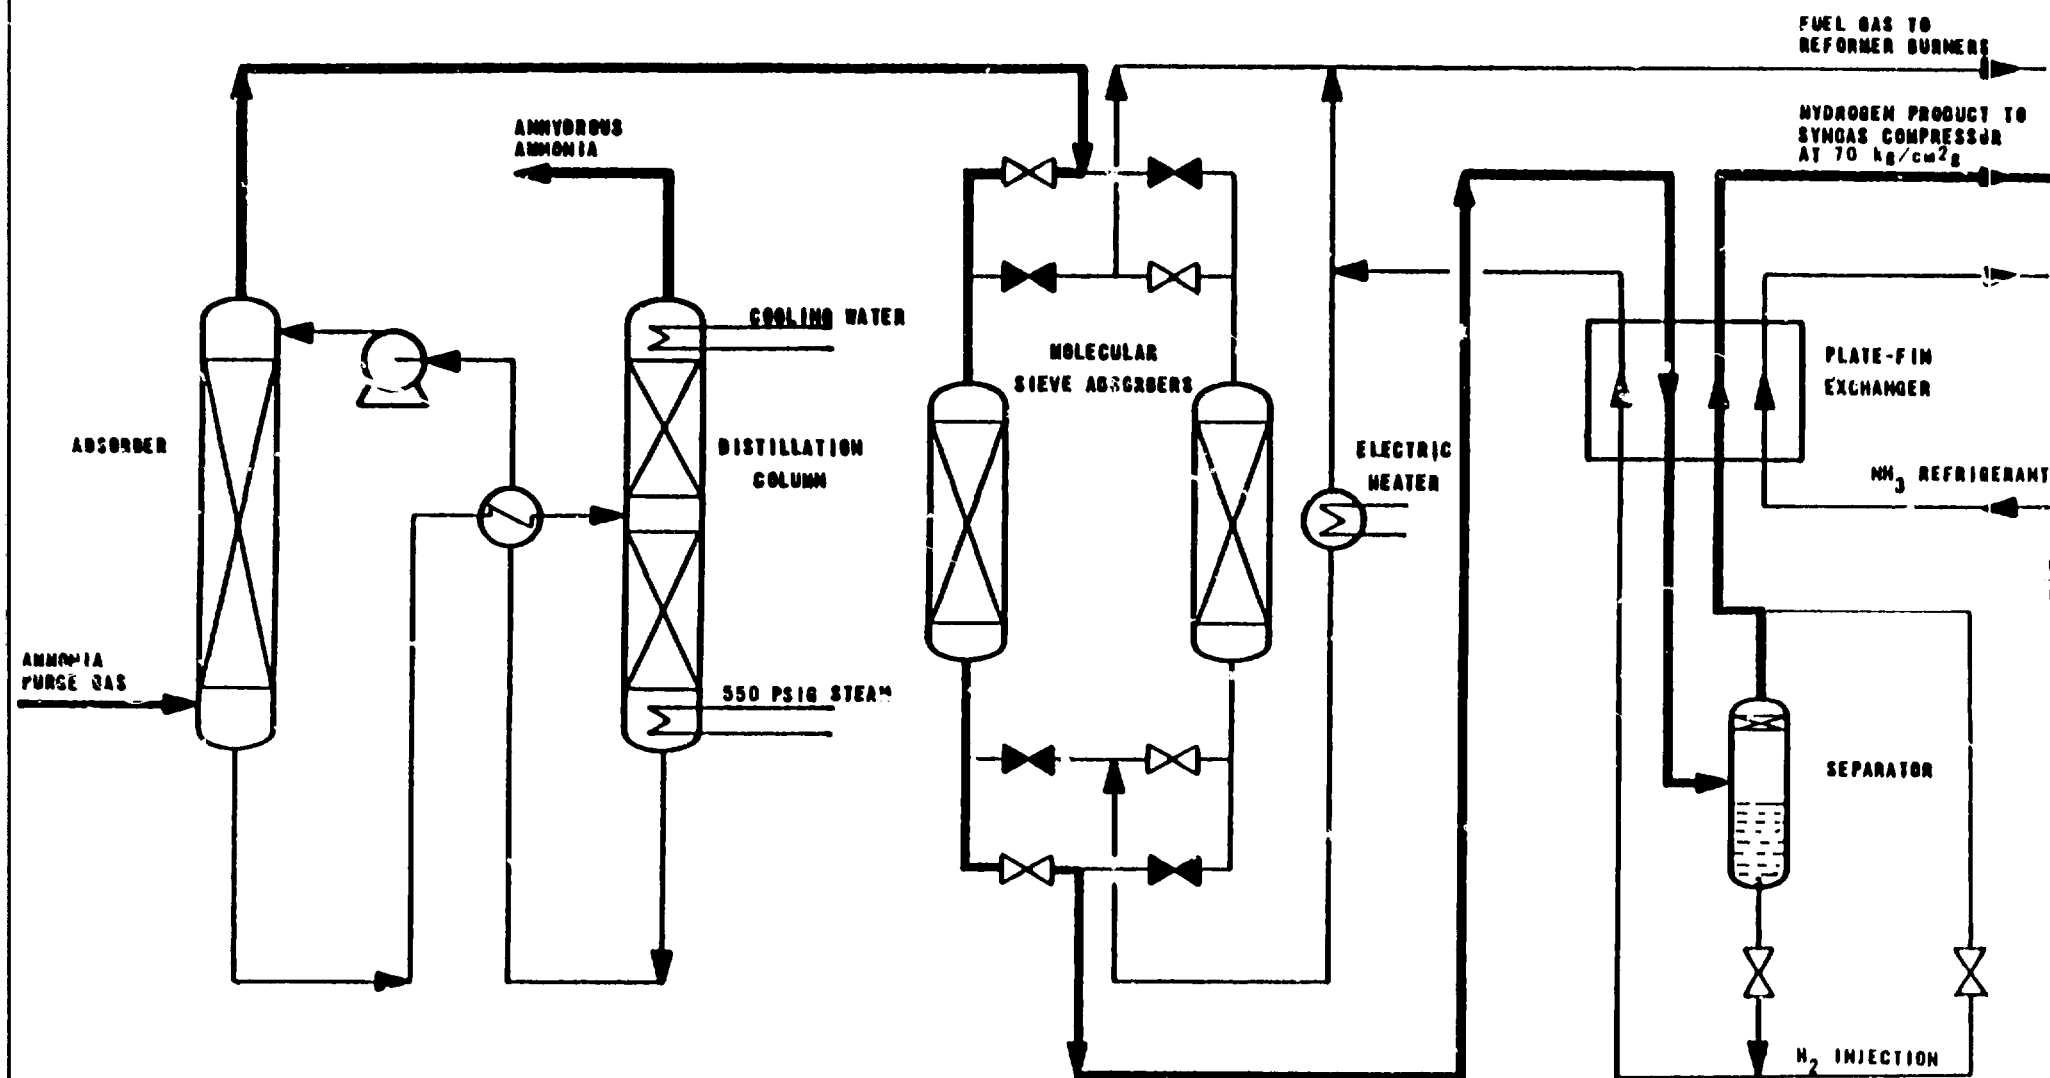 FUEL GAS TO
REFORMER BURNERS
HYDROGEN PRODUCT TO
SYNGAS COMPRESSOR
AT 70 kg/cm²g
ANHYDROUS
AMMONIA
COOLING WATER
MOLECULAR
SIEVE ADSORBERS
PLATE-FIN
EXCHANGER
ABSORBER
DISTILLATION
COLUMN
ELECTRIC
HEATER
NH₃ REFRIGERANT
AMMONIA
PURGE GAS
550 PSIG STEAM
SEPARATOR
H₂ INJECTION